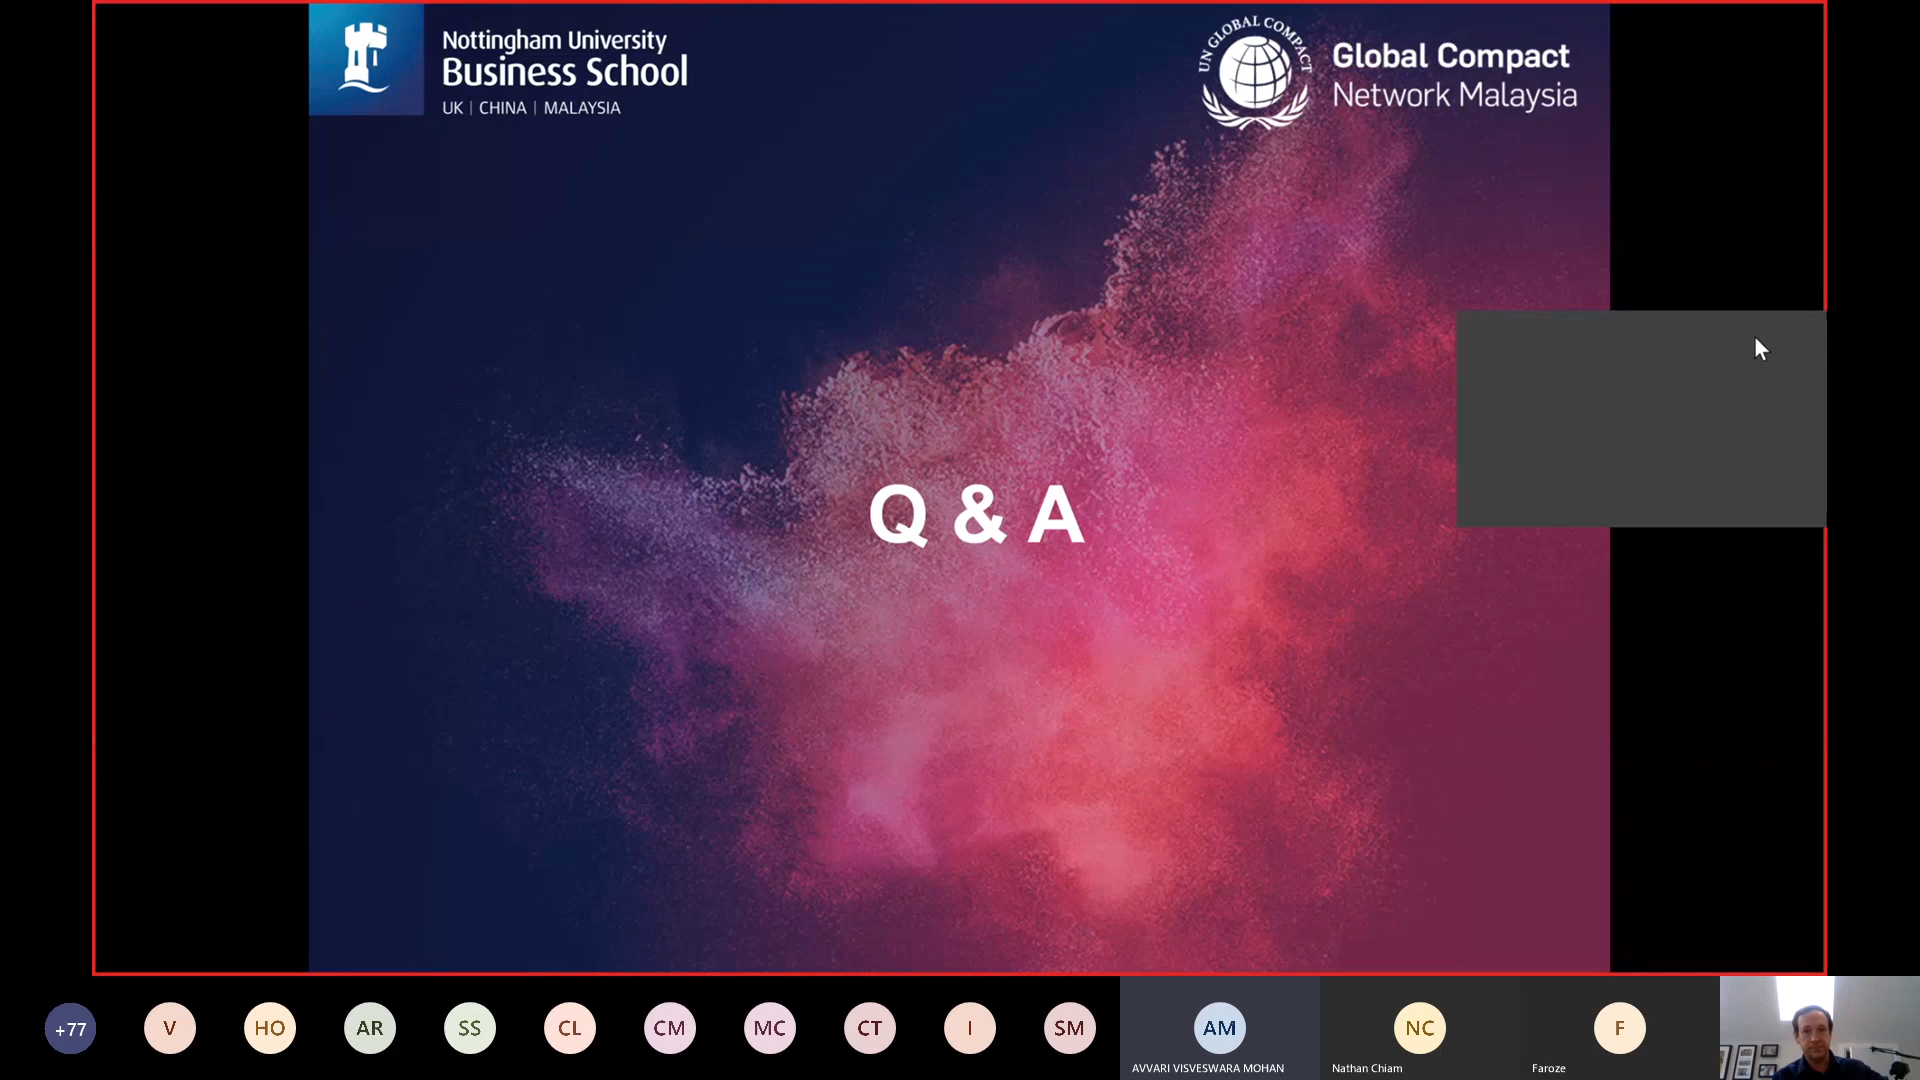 Nottingham University
Business School
UK | CHINA | MALAYSIA
UN GLOBAL COMPACT
Global Compact
Network Malaysia
Q & A
+77
V
HO
AR
SS
CL
CM
MC
CT
I
SM
AM
NC
F
AVVARI VISVESWARA MOHAN
Nathan Chiam
Faroze